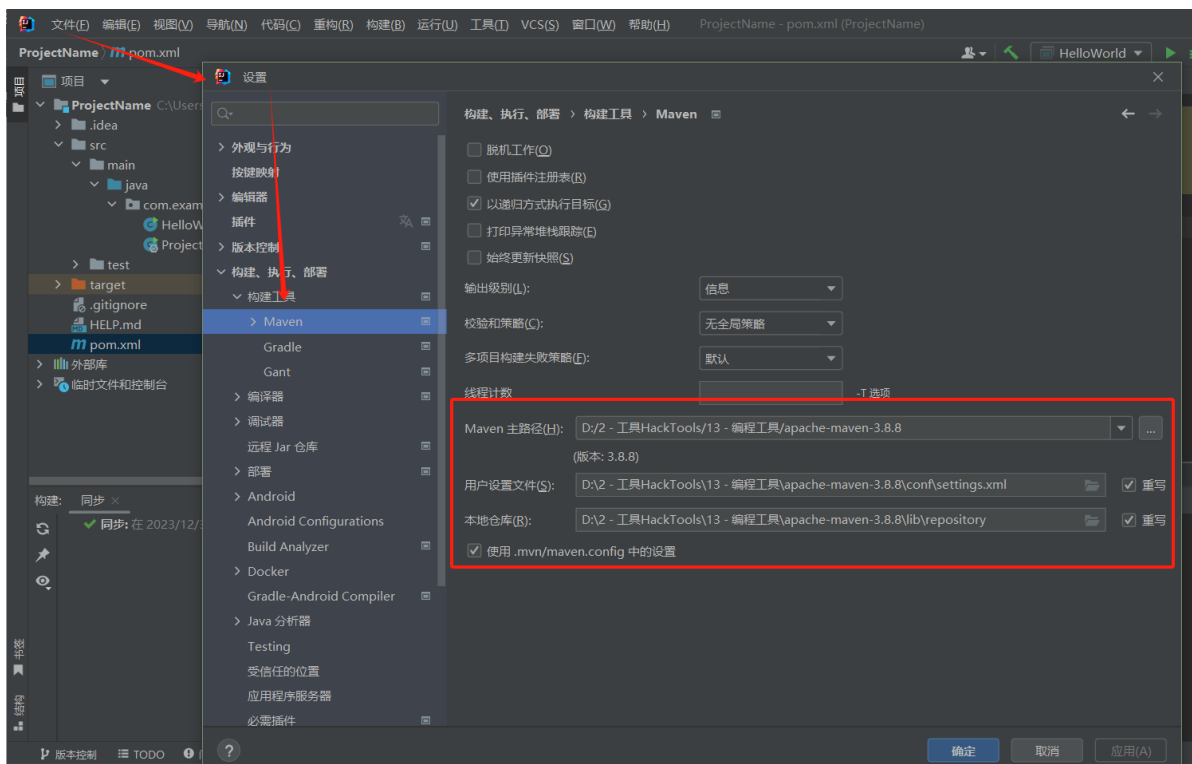 文件(F) 编辑(E) 视图(V) 导航(N) 代码(C) 重构(R) 构建(B) 运行(U) 工具(T) VCS(S) 窗口(W) 帮助(H) ProjectName - pom.xml (ProjectName)
ProjectName pom.xml
HelloWorld
项目
项目
ProjectName C:\Users
.idea
src
main
java
com.exam
HelloW
Project
test
target
.gitignore
HELP.md
pom.xml
外部库
临时文件和控制台
构建: 同步
同步: 在 2023/12/3
书签
结构
版本控制 TODO
设置
外观与行为
按键映射
编辑器
插件
版本控制
构建、执行、部署
构建工具
Maven
Gradle
Gant
编译器
调试器
远程 Jar 仓库
部署
Android
Android Configurations
Build Analyzer
Docker
Gradle-Android Compiler
Java 分析器
Testing
受信任的位置
应用程序服务器
必需插件
构建、执行、部署 > 构建工具 > Maven
脱机工作(O)
使用插件注册表(R)
以递归方式执行目标(G)
打印异常堆栈跟踪(E)
始终更新快照(S)
输出级别(L): 信息
校验和策略(C): 无全局策略
多项目构建失败策略(F): 默认
线程计数 -T 选项
Maven 主路径(H): D:/2 - 工具HackTools/13 - 编程工具/apache-maven-3.8.8 ...
(版本: 3.8.8)
用户设置文件(S): D:\2 - 工具HackTools\13 - 编程工具\apache-maven-3.8.8\conf\settings.xml 重写
本地仓库(R): D:\2 - 工具HackTools\13 - 编程工具\apache-maven-3.8.8\lib\repository 重写
使用 .mvn/maven.config 中的设置
? 确定 取消 应用(A)